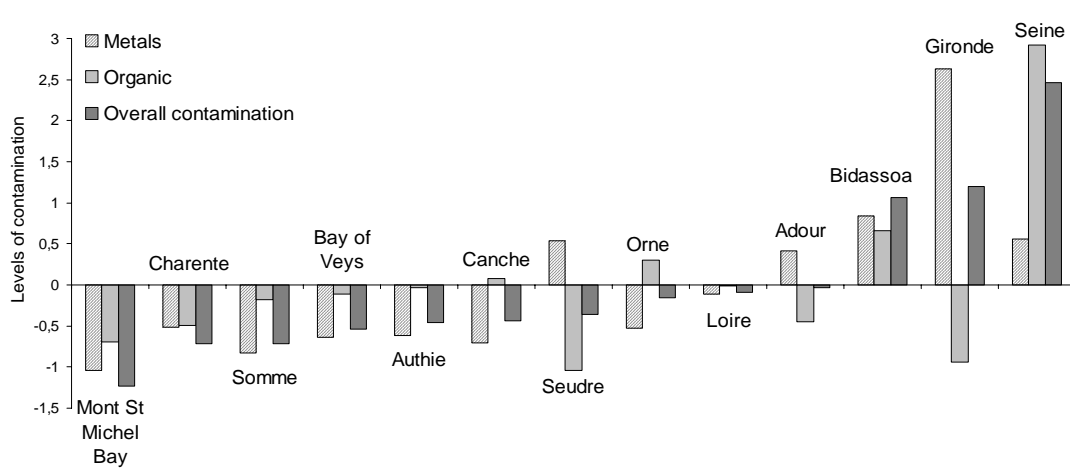 Levels of contamination
3
2,5
2
1,5
1
0,5
0
-0,5
-1
-1,5
Metals
Organic
Overall contamination
Mont St
Michel
Bay
Charente
Somme
Bay of
Veys
Authie
Canche
Seudre
Orne
Loire
Adour
Bidassoa
Gironde
Seine